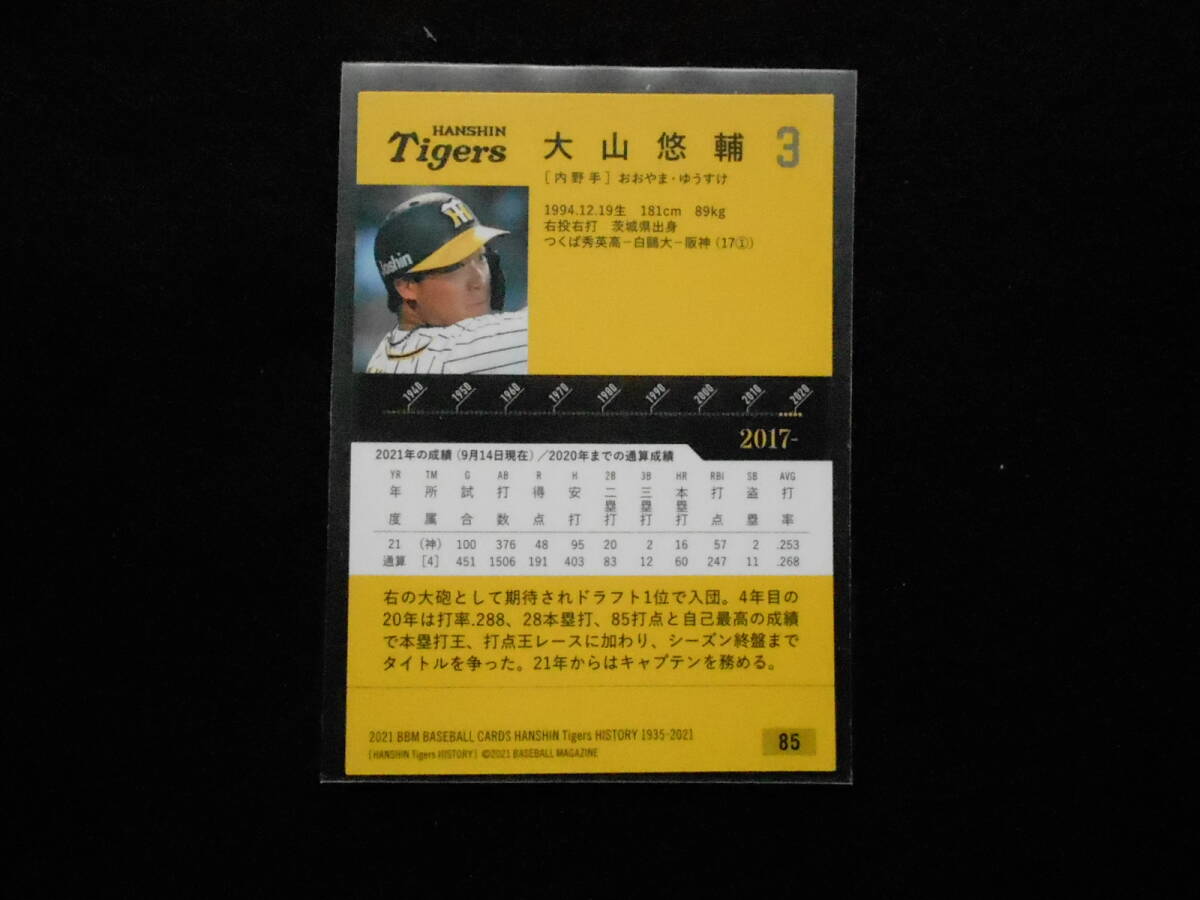 HANSHIN
Tigers
大山悠輔 3
[内野手] おおやま・ゆうすけ
1994.12.19生 181cm 89kg
右投右打 茨城県出身
つくば秀英高－白鷗大－阪神 (17①)
Joshin
1940 1950 1960 1970 1980 1990 2000 2010 2020
2017-
2021年の成績 (9月14日現在) ／2020年までの通算成績
YR TM G AB R H 2B 3B HR RBI SB AVG
年度 所属 試合 打数 得点 安打 二塁打 三塁打 本塁打 打点 盗塁 打率
21 (神) 100 376 48 95 20 2 16 57 2 .253
通算 [4] 451 1506 191 403 83 12 60 247 11 .268
右の大砲として期待されドラフト1位で入団。4年目の
20年は打率.288、28本塁打、85打点と自己最高の成績
で本塁打王、打点王レースに加わり、シーズン終盤まで
タイトルを争った。21年からはキャプテンを務める。
2021 BBM BASEBALL CARDS HANSHIN Tigers HISTORY 1935-2021
[HANSHIN Tigers HISTORY] ©2021 BASEBALL MAGAZINE
85